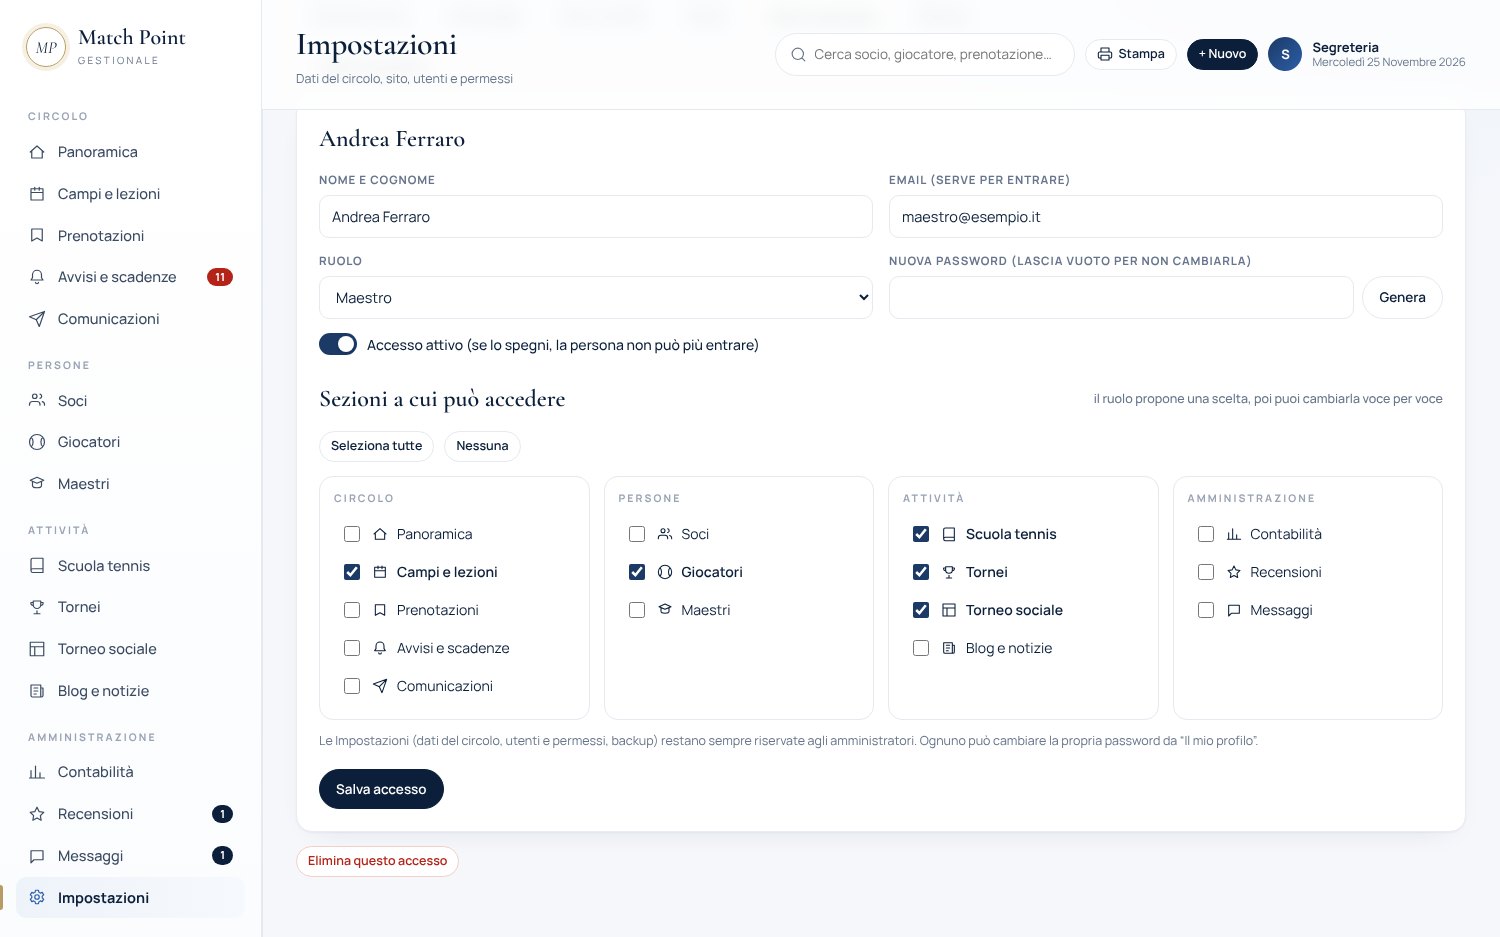 MP
Match Point
GESTIONALE
CIRCOLO
Panoramica
Campi e lezioni
Prenotazioni
Avvisi e scadenze 11
Comunicazioni
PERSONE
Soci
Giocatori
Maestri
ATTIVITÀ
Scuola tennis
Tornei
Torneo sociale
Blog e notizie
AMMINISTRAZIONE
Contabilità
Recensioni 1
Messaggi 1
Impostazioni
Impostazioni
Dati del circolo, sito, utenti e permessi
Cerca socio, giocatore, prenotazione...
Stampa
+ Nuovo
S
Segreteria
Mercoledì 25 Novembre 2026
Andrea Ferraro
NOME E COGNOME
Andrea Ferraro
EMAIL (SERVE PER ENTRARE)
maestro@esempio.it
RUOLO
Maestro
NUOVA PASSWORD (LASCIA VUOTO PER NON CAMBIARLA)
Genera
Accesso attivo (se lo spegni, la persona non può più entrare)
Sezioni a cui può accedere
il ruolo propone una scelta, poi puoi cambiarla voce per voce
Seleziona tutte
Nessuna
CIRCOLO
Panoramica
Campi e lezioni
Prenotazioni
Avvisi e scadenze
Comunicazioni
PERSONE
Soci
Giocatori
Maestri
ATTIVITÀ
Scuola tennis
Tornei
Torneo sociale
Blog e notizie
AMMINISTRAZIONE
Contabilità
Recensioni
Messaggi
Le Impostazioni (dati del circolo, utenti e permessi, backup) restano sempre riservate agli amministratori. Ognuno può cambiare la propria password da “Il mio profilo”.
Salva accesso
Elimina questo accesso